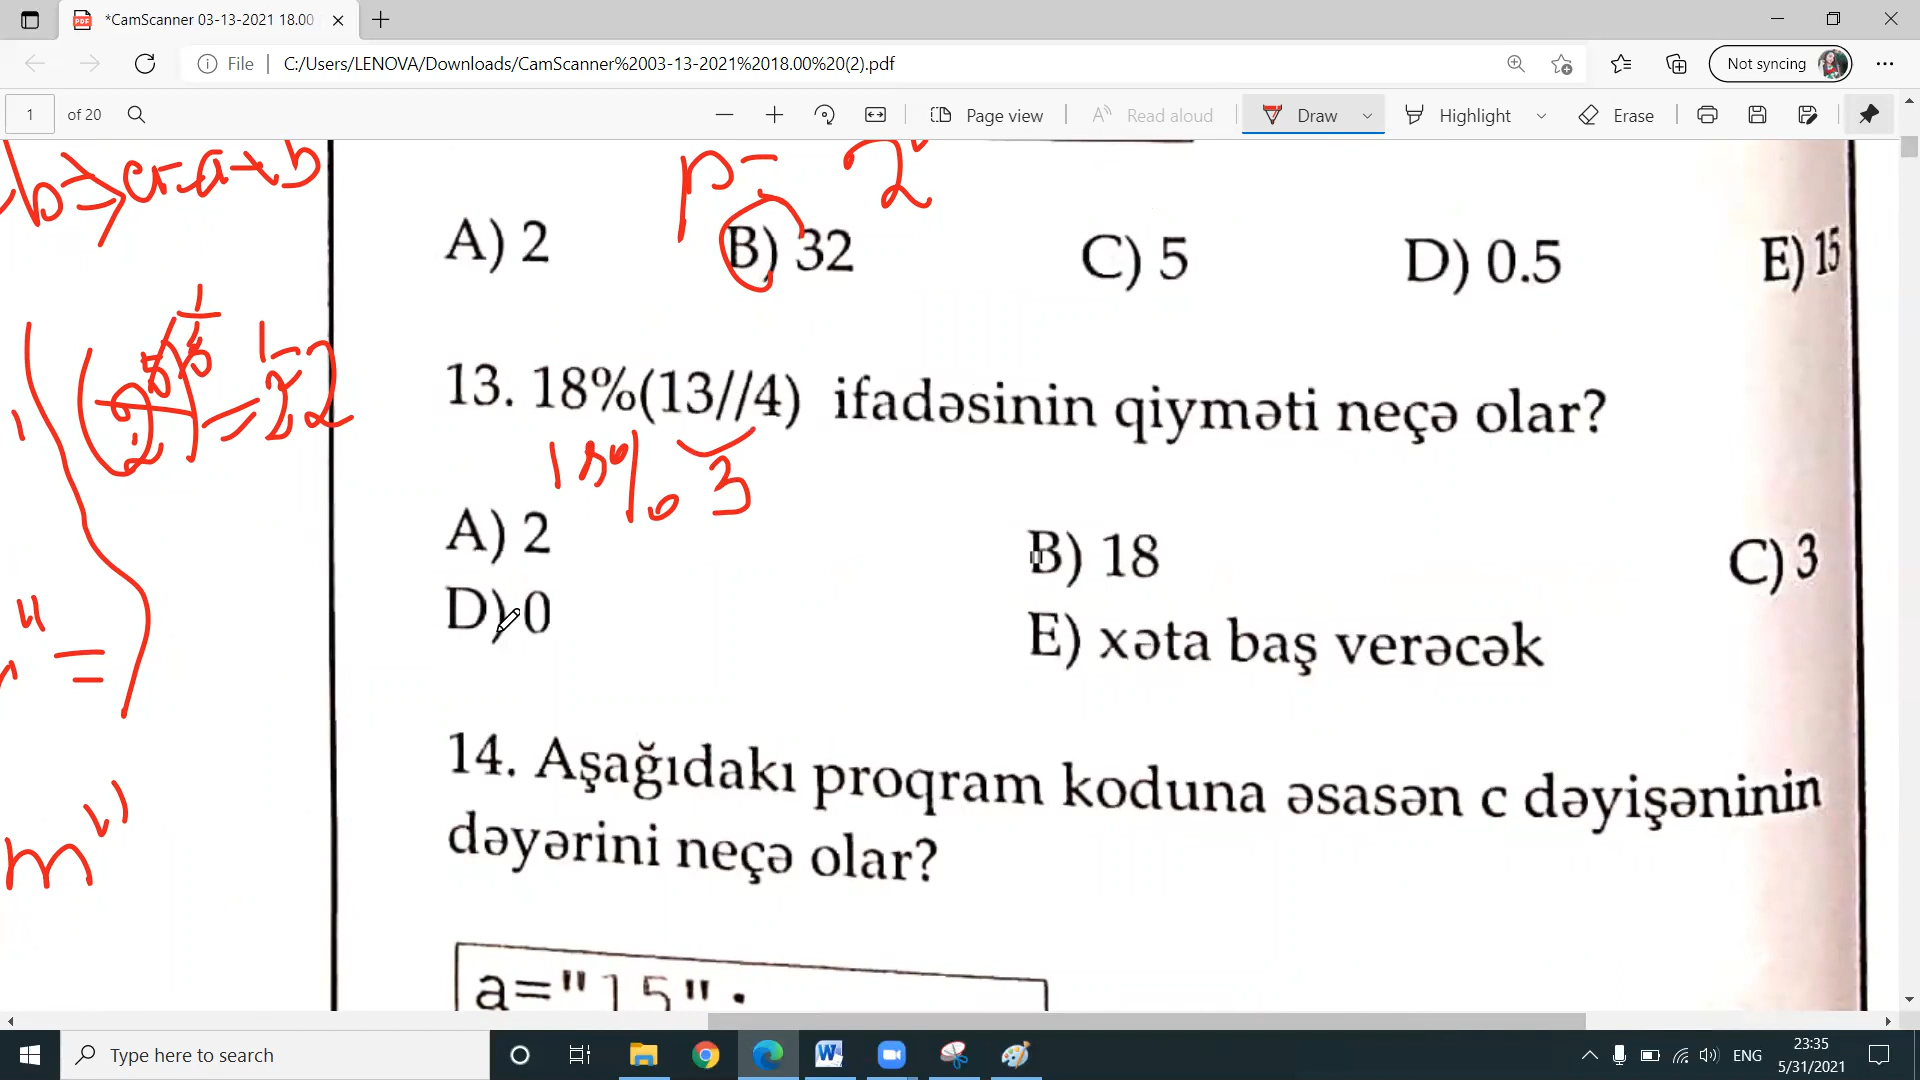 *CamScanner 03-13-2021 18.00
File C:/Users/LENOVA/Downloads/CamScanner%2003-13-2021%2018.00%20(2).pdf Not syncing
1 of 20 Page view Read aloud Draw Highlight Erase
p= 2
A) 2 B) 32 C) 5 D) 0.5 E) 15
13. 18%(13//4) ifadəsinin qiyməti neçə olar?
18% 3
A) 2 B) 18 C) 3
D) 0 E) xəta baş verəcək
14. Aşağıdakı proqram koduna əsasən c dəyişəninin
dəyərini neçə olar?
m"
a="15"
Type here to search ENG 23:35
5/31/2021